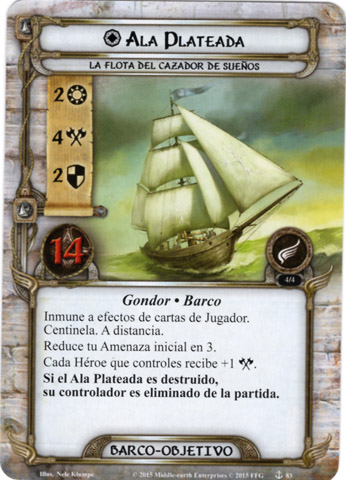 Ala Plateada
La flota del Cazador de Sueños
2
4
2
14
4/4
Gordon • Barco
Inmune a efectos de cartas de Jugador.
Centinela. A distancia.
Reduce tu Amenaza inicial en 3.
Cada Héroe que controles recibe +1 .
Si el Ala Plateada es destruido,
su controlador es eliminado de la partida.
Barco-Objetivo
Illus. Nele Klumpe © 2015 Middle-earth Enterprises © 2015 FFG 83